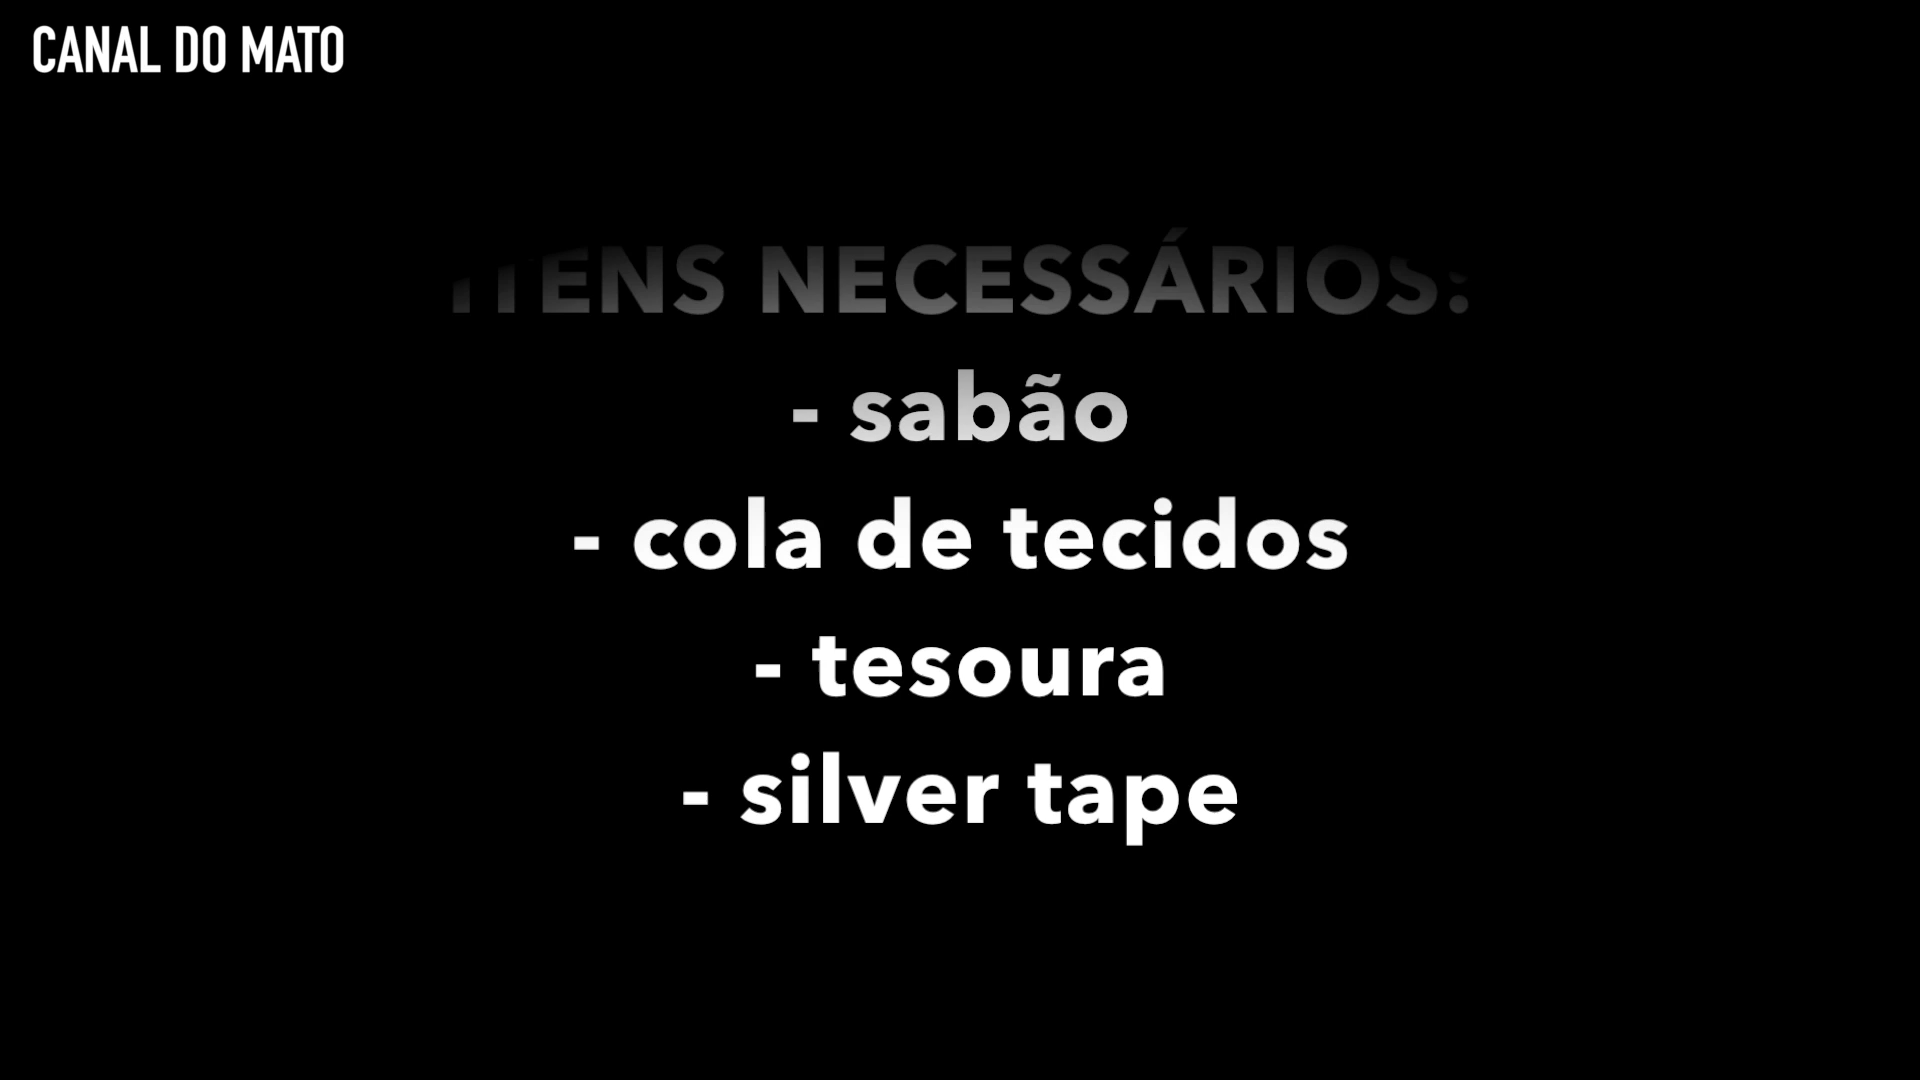 CANAL DO MATO
ITENS NECESSÁRIOS:
- sabão
- cola de tecidos
- tesoura
- silver tape